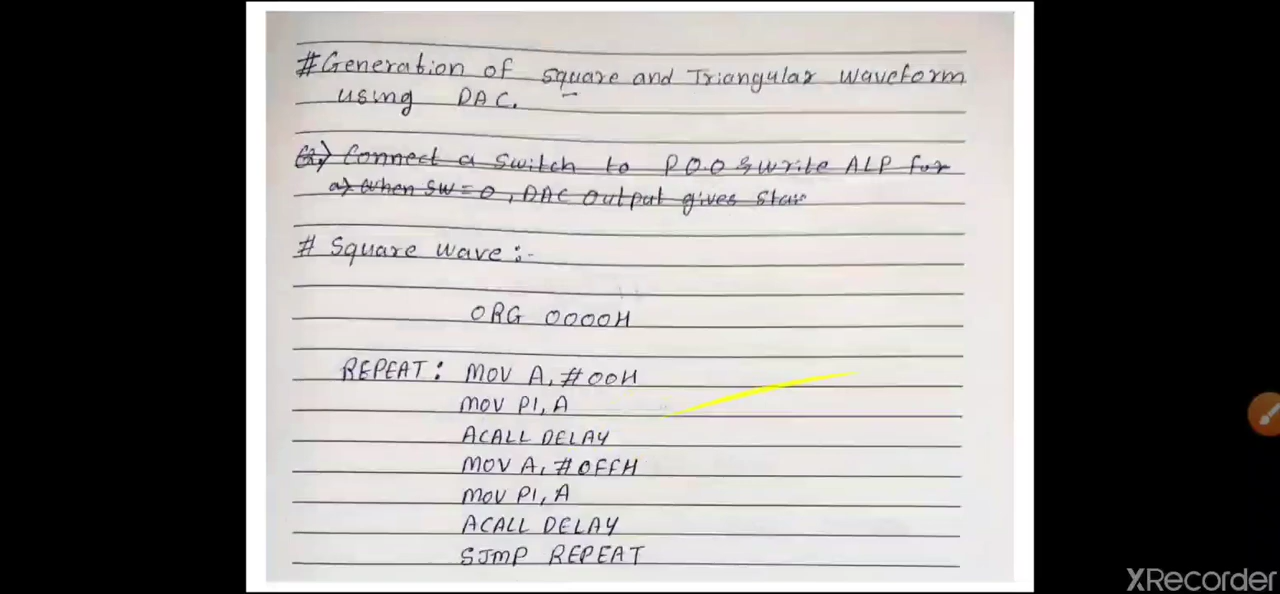 #Generation of square and Triangular waveform
using DAC.
Q.) Connect a switch to P0.0 & write ALP for
a) When SW = 0, DAC output gives Stair
# Square wave :-
ORG 0000H
REPEAT: MOV A, #00H
MOV P1, A
ACALL DELAY
MOV A, #0FFH
MOV P1, A
ACALL DELAY
SJMP REPEAT
XRecorder